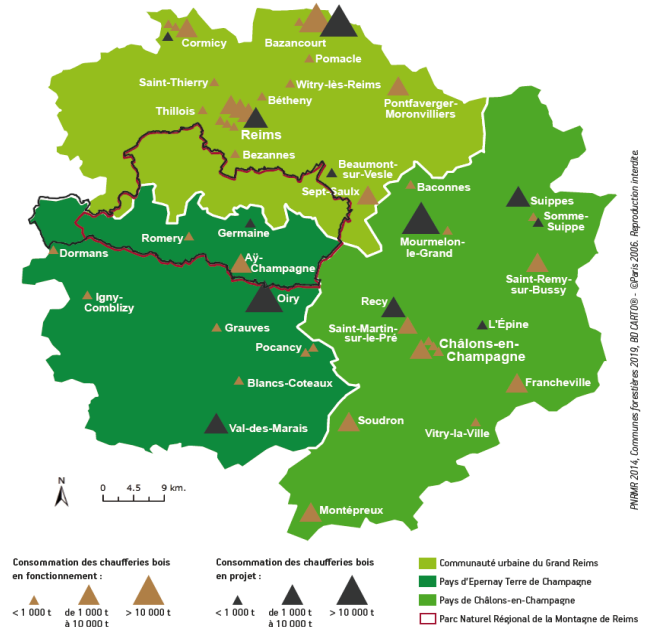 Cormicy
Bazancourt
Pomacle
Saint-Thierry
Witry-lès-Reims
Bétheny
Thillois
Pontfaverger-
Moronvilliers
Reims
Bezannes
Beaumont-
sur-Vesle
Sept-Saulx
Baconnes
Suippes
Somme-
Suippe
Mourmelon-
le-Grand
Germaine
Romery
Dormans
Aÿ-
Champagne
Saint-Remy-
sur-Bussy
Igny-
Comblizy
Oiry
Recy
L'Épine
Grauves
Saint-Martin-
sur-le-Pré
Châlons-en-
Champagne
Pocancy
Blancs-Coteaux
Francheville
Val-des-Marais
Soudron
Vitry-la-Ville
Montépreux
N
0 4.5 9 km.
PNRMR 2014, Communes forestières 2019, BD CARTO® - ©Paris 2006. Reproduction interdite.
Consommation des chaufferies bois
en fonctionnement :
< 1 000 t
de 1 000 t
à 10 000 t
> 10 000 t
Consommation des chaufferies bois
en projet :
< 1 000 t
de 1 000 t
à 10 000 t
> 10 000 t
Communauté urbaine du Grand Reims
Pays d'Epernay Terre de Champagne
Pays de Châlons-en-Champagne
Parc Naturel Régional de la Montagne de Reims